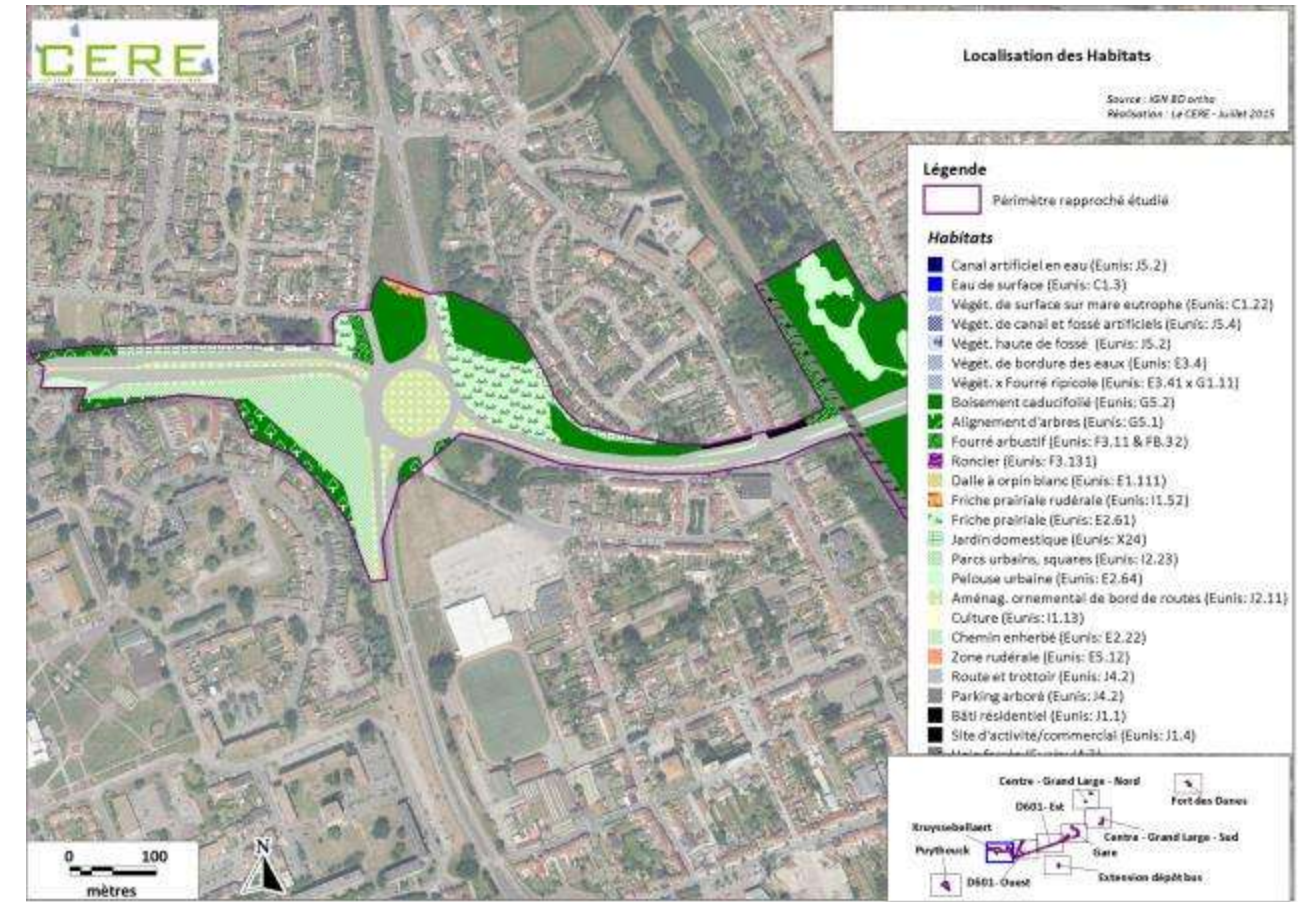 CERE
Localisation des Habitats
Source : IGN BD ortho
Réalisation : Le CERE - Juillet 2015
Légende
Périmètre rapproché étudié
Habitats
Canal artificiel en eau (Eunis: J5.2)
Eau de surface (Eunis: C1.3)
Végét. de surface sur mare eutrophe (Eunis: C1.22)
Végét. de canal et fossé artificiels (Eunis: J5.4)
Végét. haute de fossé (Eunis: J5.2)
Végét. de bordure des eaux (Eunis: E3.4)
Végét. x Fourré ripicole (Eunis: E3.41 x G1.11)
Boisement caducifolié (Eunis: G5.2)
Alignement d'arbres (Eunis: G5.1)
Fourré arbustif (Eunis: F3.11 & FB.32)
Roncier (Eunis: F3.131)
Dalle à orpin blanc (Eunis: E1.111)
Friche prairiale rudérale (Eunis: I1.52)
Friche prairiale (Eunis: E2.61)
Jardin domestique (Eunis: X24)
Parcs urbains, squares (Eunis: I2.23)
Pelouse urbaine (Eunis: E2.64)
Aménag. ornemental de bord de routes (Eunis: I2.11)
Culture (Eunis: I1.13)
Chemin enherbé (Eunis: E2.22)
Zone rudérale (Eunis: E5.12)
Route et trottoir (Eunis: J4.2)
Parking arboré (Eunis: J4.2)
Bâti résidentiel (Eunis: J1.1)
Site d'activité/commercial (Eunis: J1.4)
Centre - Grand Large - Nord
Fort des Dunes
D601- Est
Kruyssebellaert
Centre - Grand Large - Sud
Puythouck
Gare
D601- Ouest
Extension dépôt bus
0 100
mètres
N